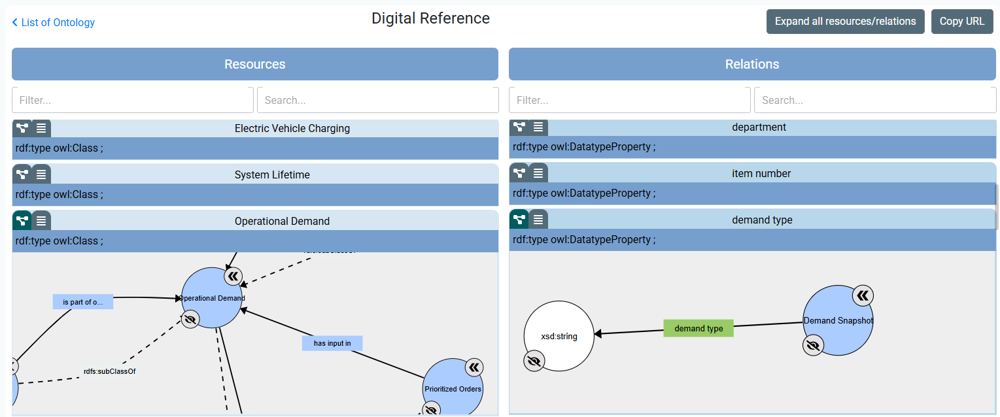 List of Ontology
Digital Reference
Expand all resources/relations
Copy URL
Resources
Filter...
Search...
Electric Vehicle Charging
rdf:type owl:Class ;
System Lifetime
rdf:type owl:Class ;
Operational Demand
rdf:type owl:Class ;
Operational Demand
is part of o...
has input in
rdfs:subClassOf
Prioritized Orders
Relations
Filter...
Search...
department
rdf:type owl:DatatypeProperty ;
item number
rdf:type owl:DatatypeProperty ;
demand type
rdf:type owl:DatatypeProperty ;
Demand Snapshot
demand type
xsd:string